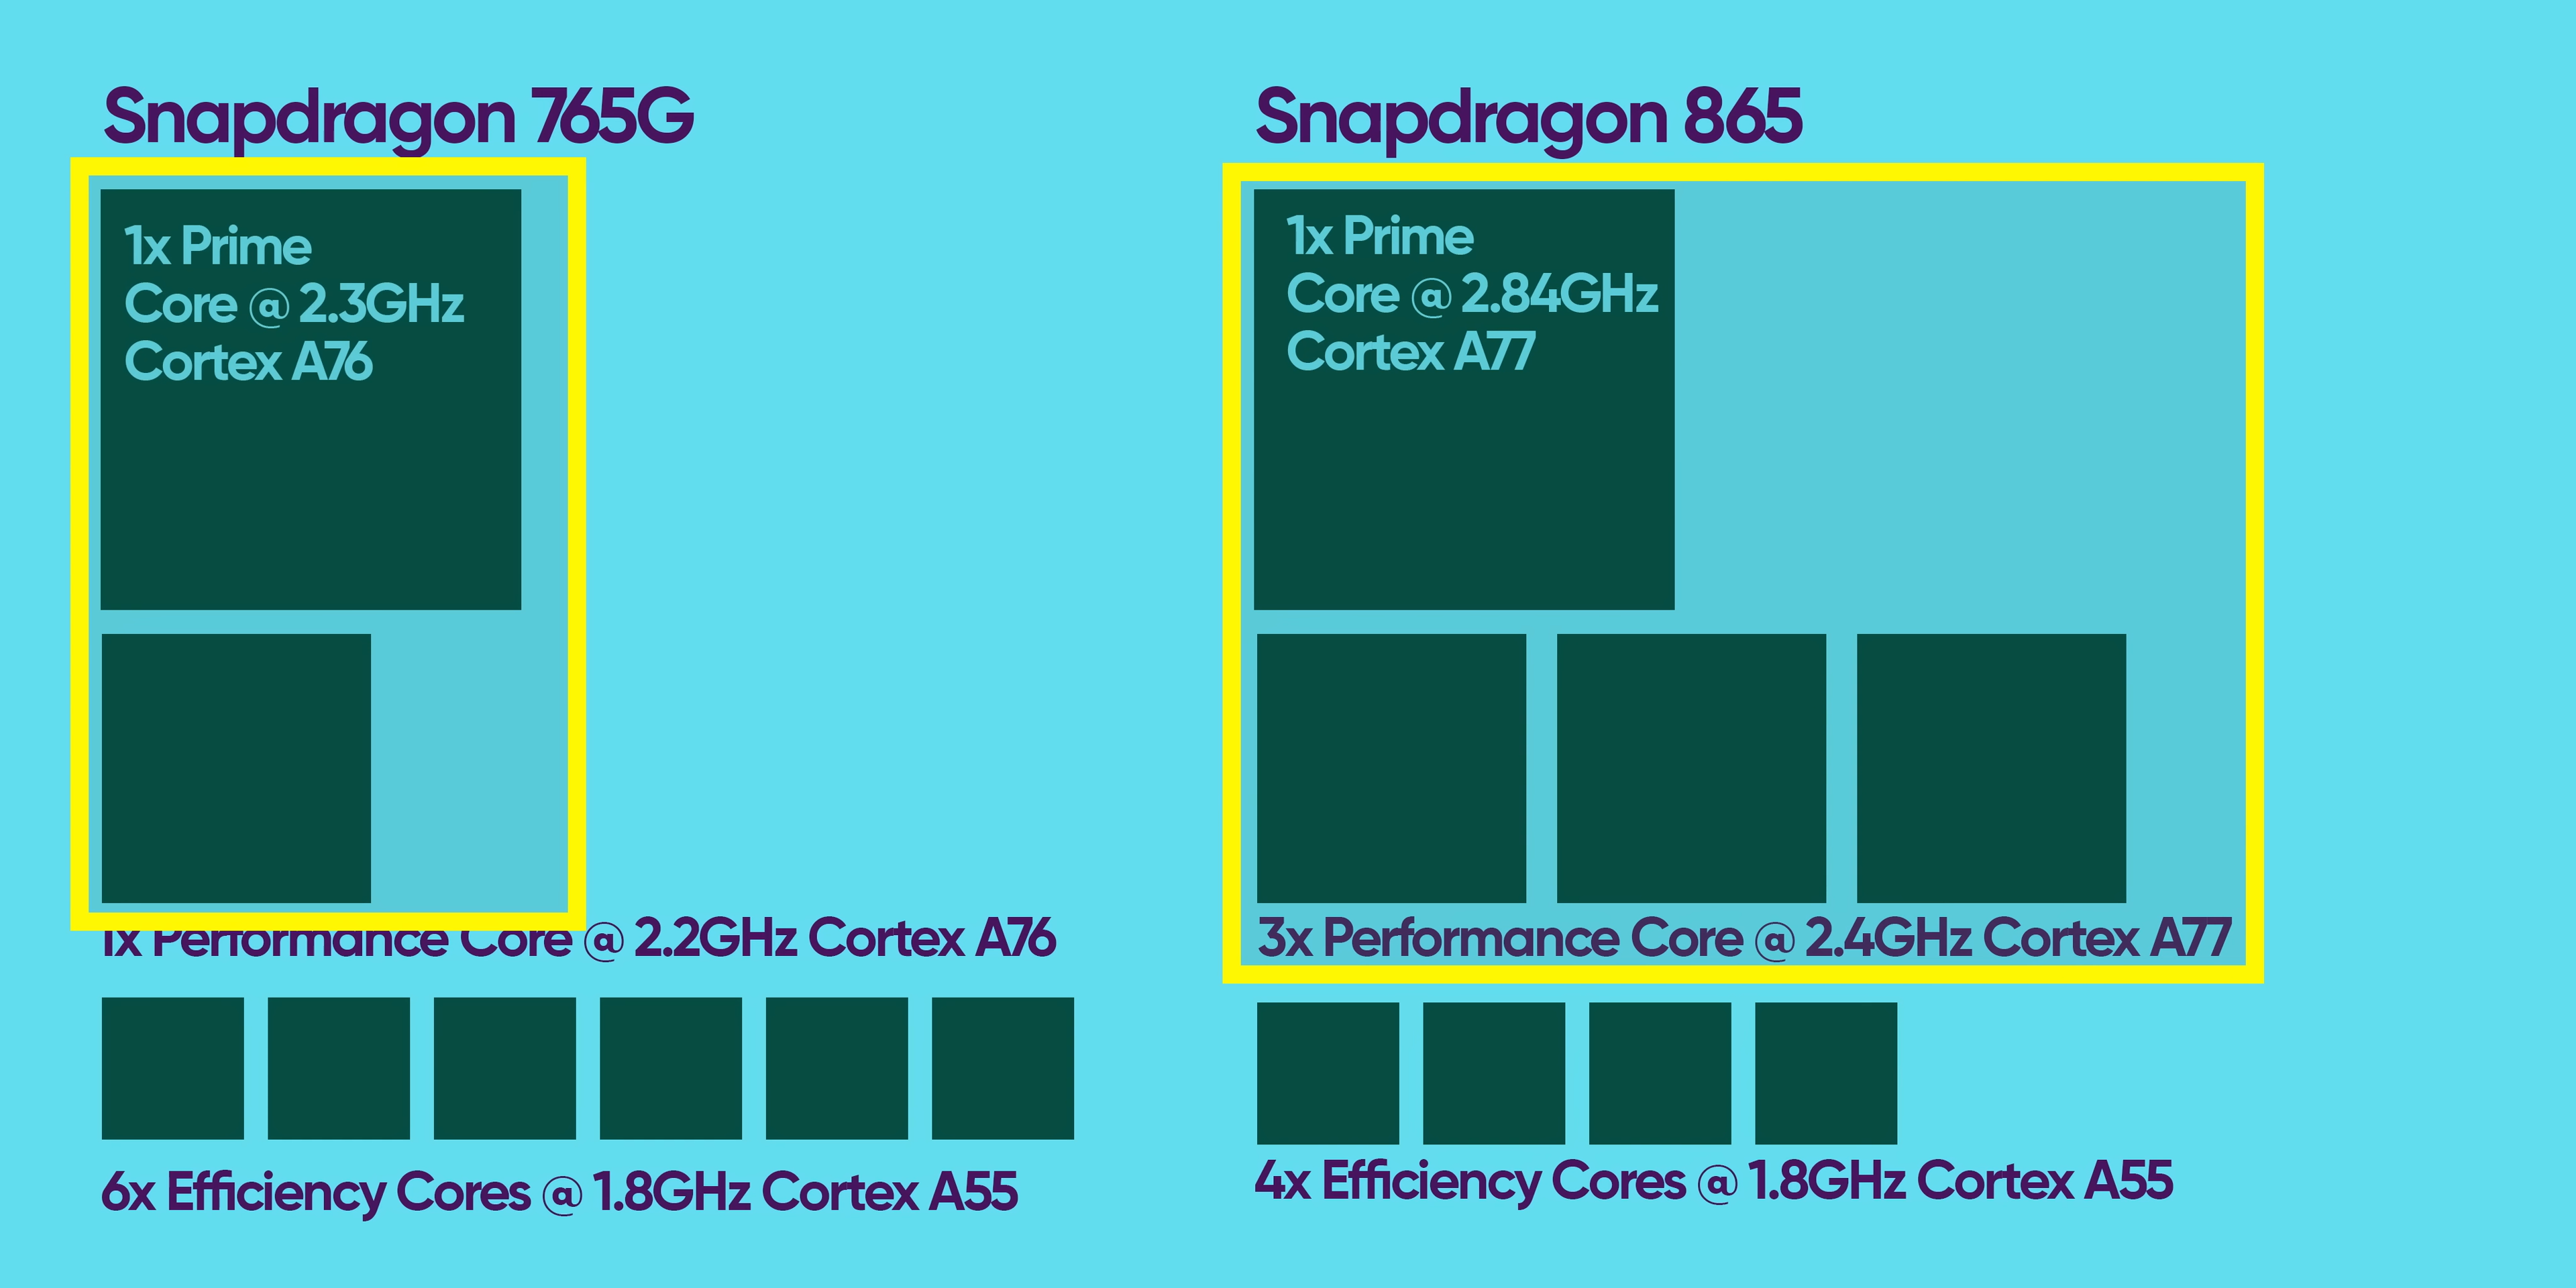 Snapdragon 765G
1x Prime
Core @ 2.3GHz
Cortex A76
1x Performance Core @ 2.2GHz Cortex A76
6x Efficiency Cores @ 1.8GHz Cortex A55
Snapdragon 865
1x Prime
Core @ 2.84GHz
Cortex A77
3x Performance Core @ 2.4GHz Cortex A77
4x Efficiency Cores @ 1.8GHz Cortex A55